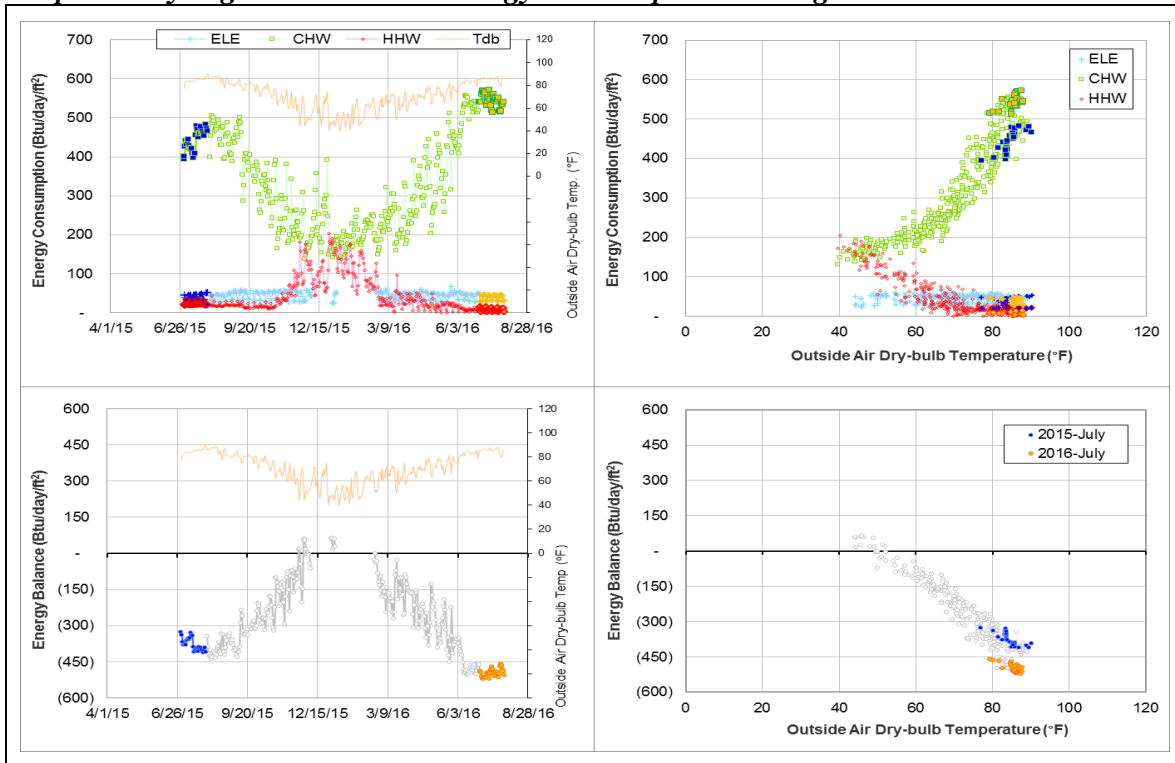 ELE CHW HHW Tdb
700
600
500
400
300
200
100
-
120
100
80
60
40
20
0
Energy Consumption (Btu/day/ft²)
Outside Air Dry-bulb Temp. (°F)
4/1/15 6/26/15 9/20/15 12/15/15 3/9/16 6/3/16 8/28/16
700
600
500
400
300
200
100
-
Energy Consumption (Btu/day/ft²)
ELE
CHW
HHW
0 20 40 60 80 100 120
Outside Air Dry-bulb Temperature (°F)
600
450
300
150
-
(150)
(300)
(450)
(600)
120
100
80
60
40
20
0
Energy Balance (Btu/day/ft²)
Outside Air Dry-bulb Temp (°F)
4/1/15 6/26/15 9/20/15 12/15/15 3/9/16 6/3/16 8/28/16
600
450
300
150
-
(150)
(300)
(450)
(600)
Energy Balance (Btu/day/ft²)
2015-July
2016-July
0 20 40 60 80 100 120
Outside Air Dry-bulb Temperature (°F)